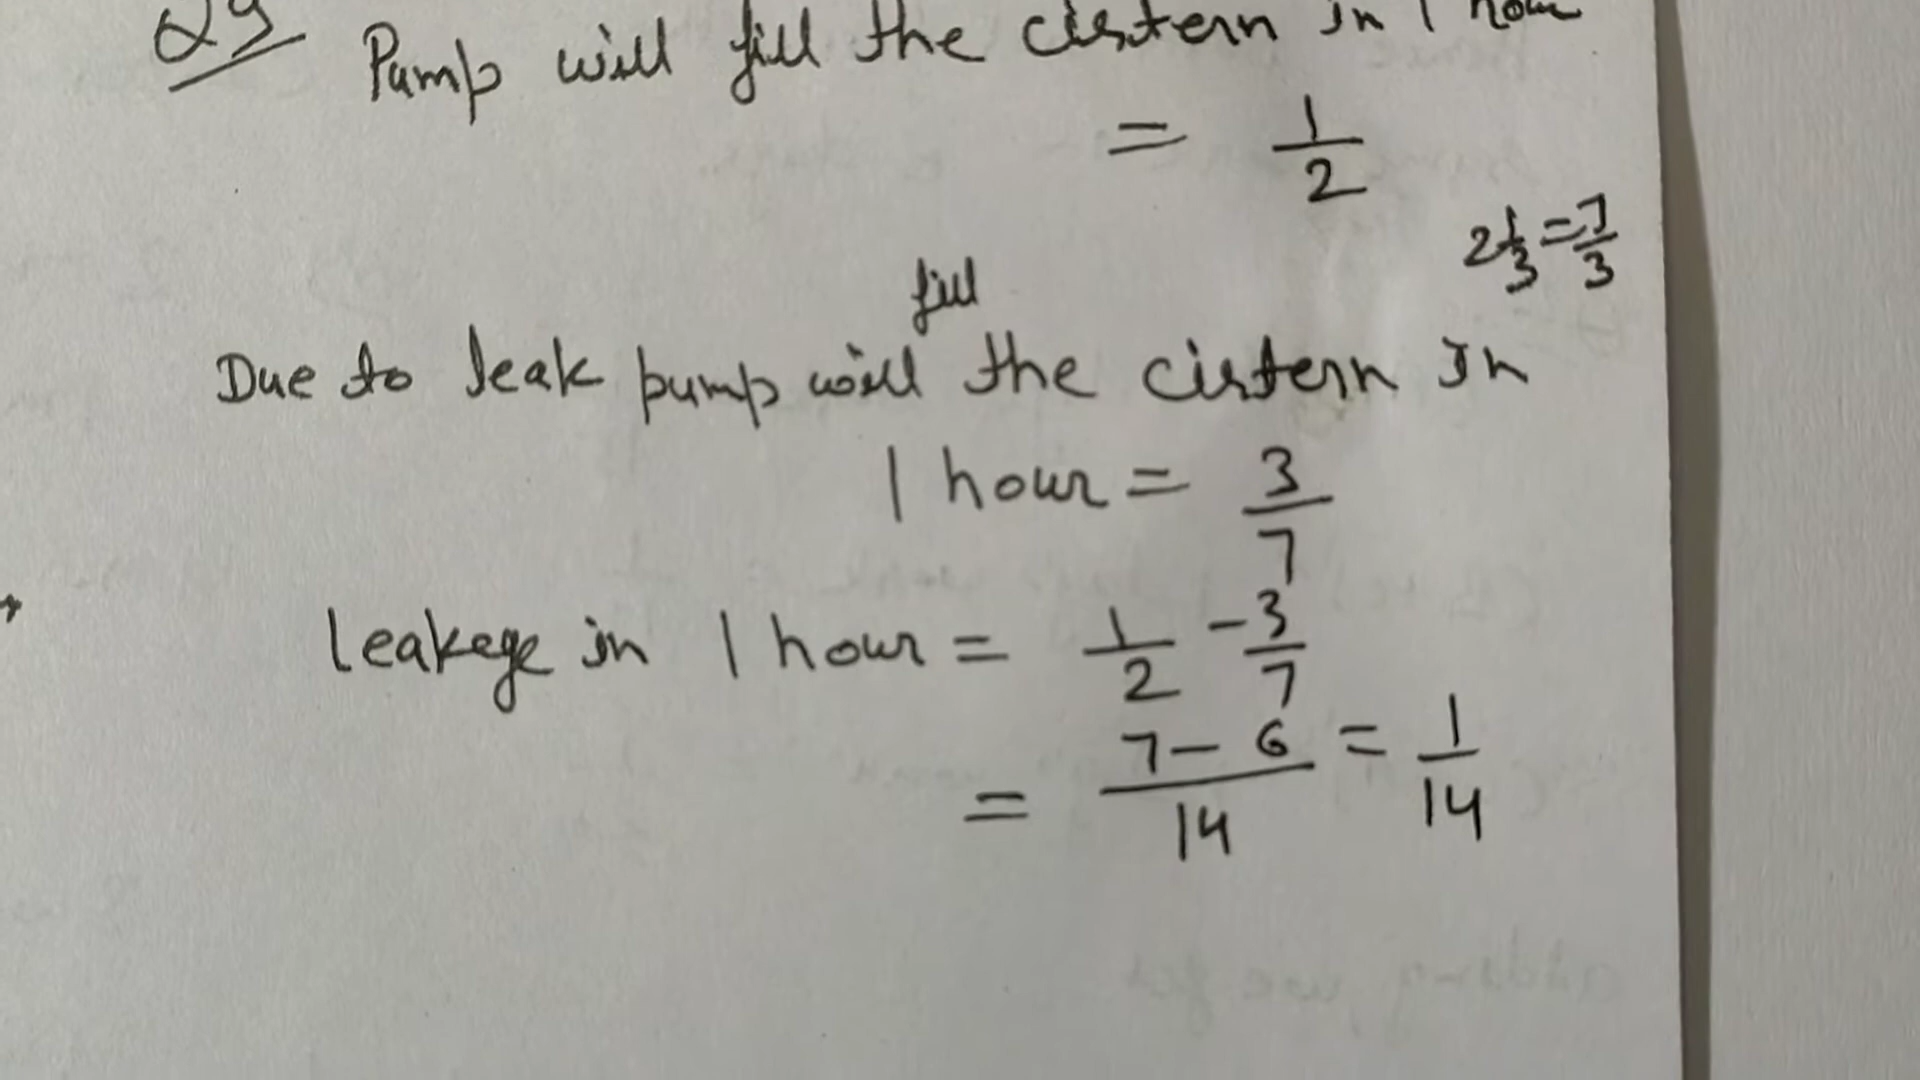 Q9 Pump will fill the cistern in 1 hour
= 1/2
2 1/3 = 7/3
fill
Due to leak pump will the cistern in
1 hour = 3/7
leakege in 1 hour = 1/2 - 3/7
= 7 - 6/14 = 1/14